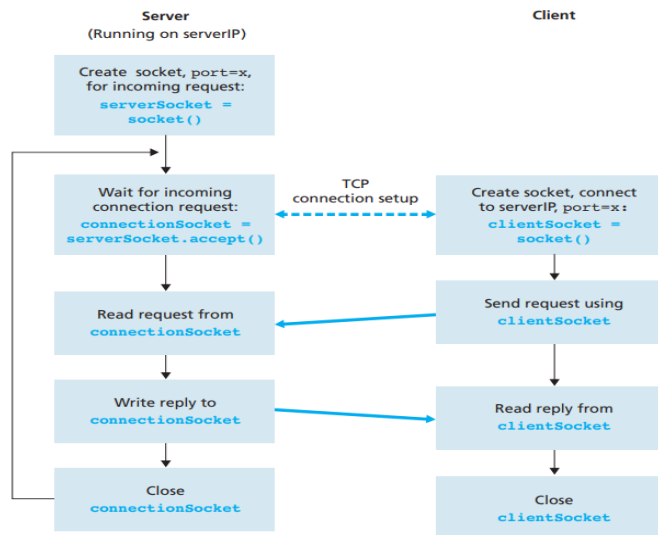 Server
(Running on serverIP)
Create socket, port=x,
for incoming request:
serverSocket =
socket()
Wait for incoming
connection request:
connectionSocket =
serverSocket.accept()
Read request from
connectionSocket
Write reply to
connectionSocket
Close
connectionSocket
TCP
connection setup
Client
Create socket, connect
to serverIP, port=x:
clientSocket =
socket()
Send request using
clientSocket
Read reply from
clientSocket
Close
clientSocket